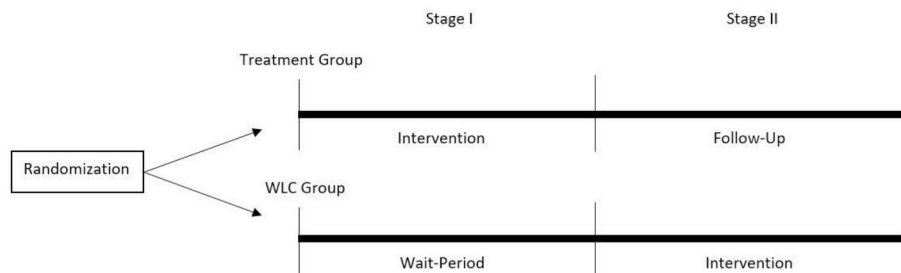 Stage I
Stage II
Treatment Group
Intervention
Follow-Up
Randomization
WLC Group
Wait-Period
Intervention